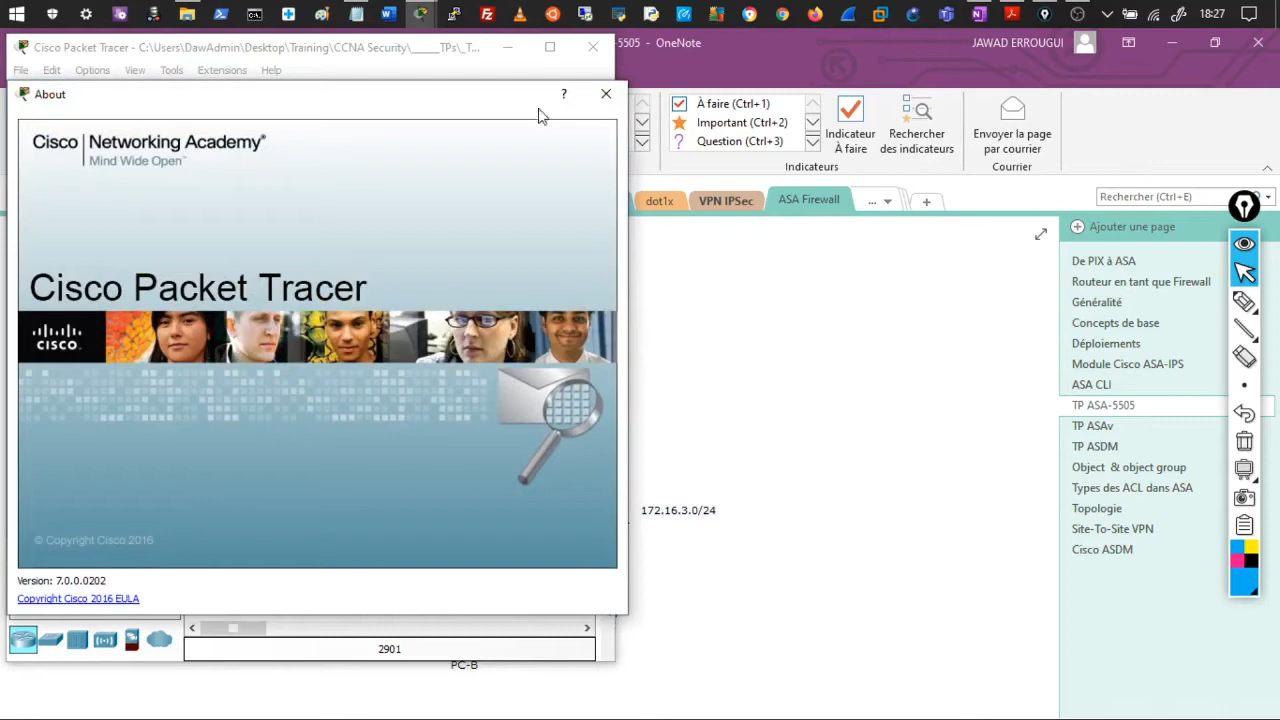 18:27
Cisco Packet Tracer - C:\Users\DawAdmin\Desktop\Training\CCNA Security\_____TPs\_T...
-5505 - OneNote
JAWAD ERROUGUI
File Edit Options View Tools Extensions Help
About
?
Cisco Networking Academy®
Mind Wide Open™
Cisco Packet Tracer
cisco.
© Copyright Cisco 2016
Version: 7.0.0.0202
Copyright Cisco 2016 EULA
2901
PC-B
À faire (Ctrl+1)
Important (Ctrl+2)
Question (Ctrl+3)
Indicateur
À faire
Rechercher
des indicateurs
Indicateurs
Envoyer la page
par courrier
Courrier
dot1x
VPN IPSec
ASA Firewall
...
Rechercher (Ctrl+E)
172.16.3.0/24
Ajouter une page
De PIX à ASA
Routeur en tant que Firewall
Généralité
Concepts de base
Déploiements
Module Cisco ASA-IPS
ASA CLI
TP ASA-5505
TP ASAv
TP ASDM
Object & object group
Types des ACL dans ASA
Topologie
Site-To-Site VPN
Cisco ASDM